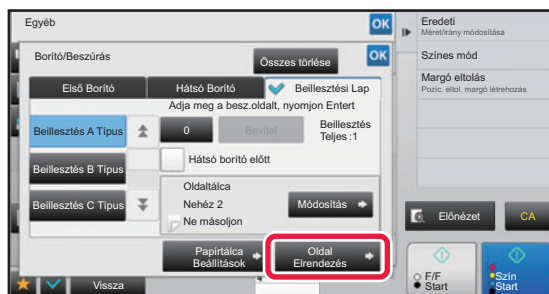 Egyéb
OK
Borító/Beszúrás
Összes törlése
OK
Első Borító
Hátsó Borító
Beillesztési Lap
Adja meg a besz.oldalt, nyomjon Entert
Beillesztés A Típus
0
Bevitel
Beillesztés
Teljes :1
Beillesztés B Típus
Hátsó borító előtt
Beillesztés C Típus
Oldaltálca
Nehéz 2
Ne másoljon
Módosítás
Papírtálca
Beállítások
Oldal
Elrendezés
Vissza
Eredeti
Méret/irány módosítása
Színes mód
Margó eltolás
Pozíc. eltol. margó létrehozás
Előnézet
CA
F/F
Start
Szín
Start